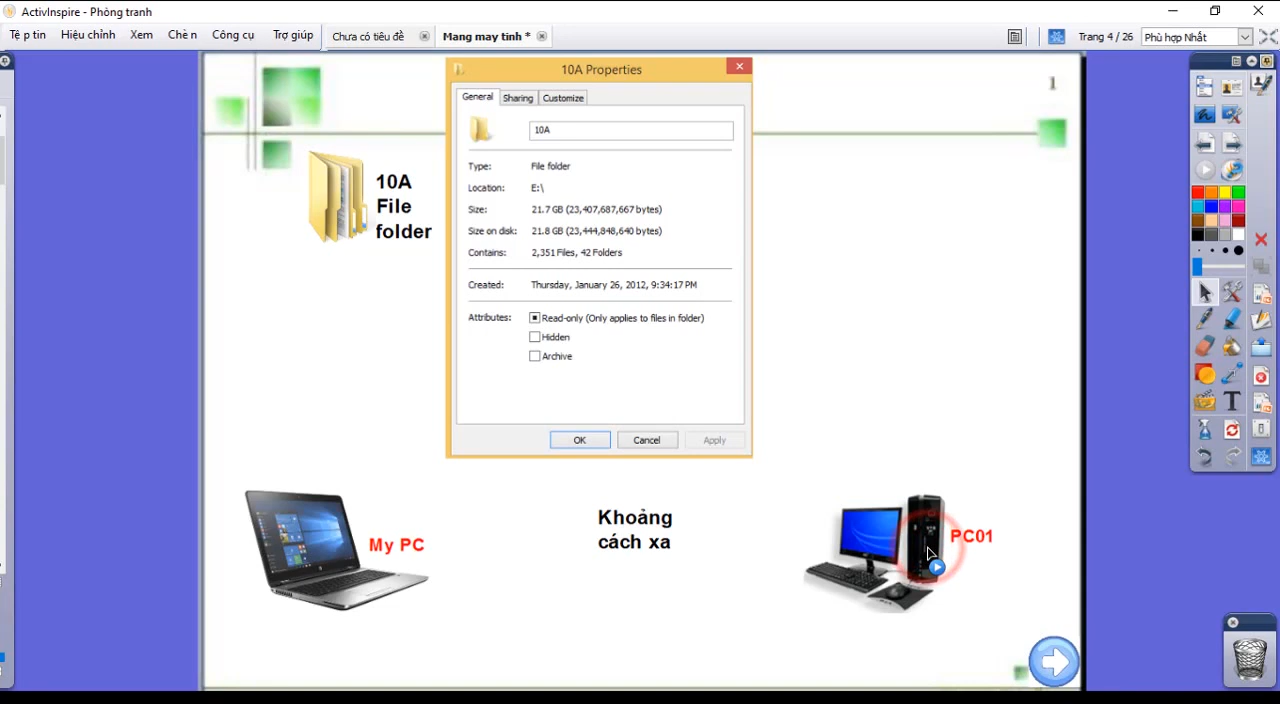 ActivInspire - Phòng tranh
Tệp tin Hiệu chỉnh Xem Chèn Công cụ Trợ giúp Chưa có tiêu đề Mang may tinh * Trang 4 / 26 Phù hợp Nhất
1
10A Properties
General Sharing Customize
10A
Type: File folder
Location: E:\
Size: 21.7 GB (23,407,687,667 bytes)
Size on disk: 21.8 GB (23,444,848,640 bytes)
Contains: 2,351 Files, 42 Folders
Created: Thursday, January 26, 2012, 9:34:17 PM
Attributes: Read-only (Only applies to files in folder)
Hidden
Archive
OK Cancel Apply
10A
File
folder
My PC
Khoảng
cách xa
PC01